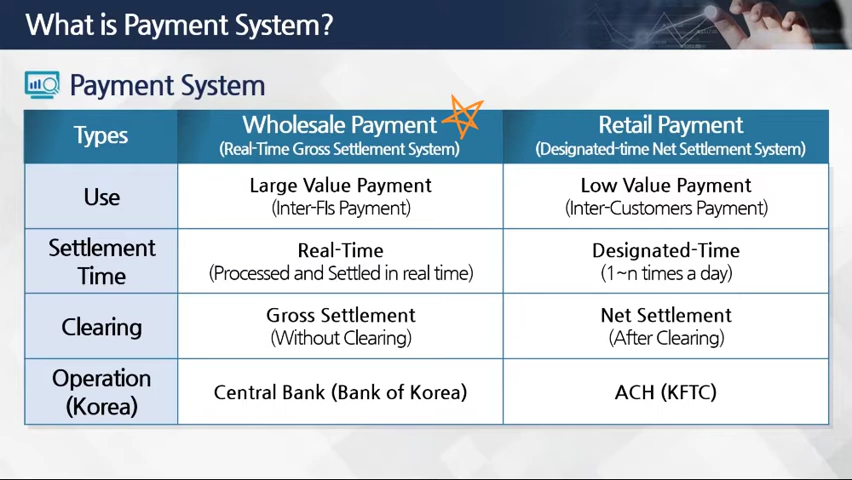 What is Payment System?
Payment System
Types
Wholesale Payment
(Real-Time Gross Settlement System)
Retail Payment
(Designated-time Net Settlement System)
Use
Large Value Payment
(Inter-FIs Payment)
Low Value Payment
(Inter-Customers Payment)
Settlement
Time
Real-Time
(Processed and Settled in real time)
Designated-Time
(1~n times a day)
Clearing
Gross Settlement
(Without Clearing)
Net Settlement
(After Clearing)
Operation
(Korea)
Central Bank (Bank of Korea)
ACH (KFTC)